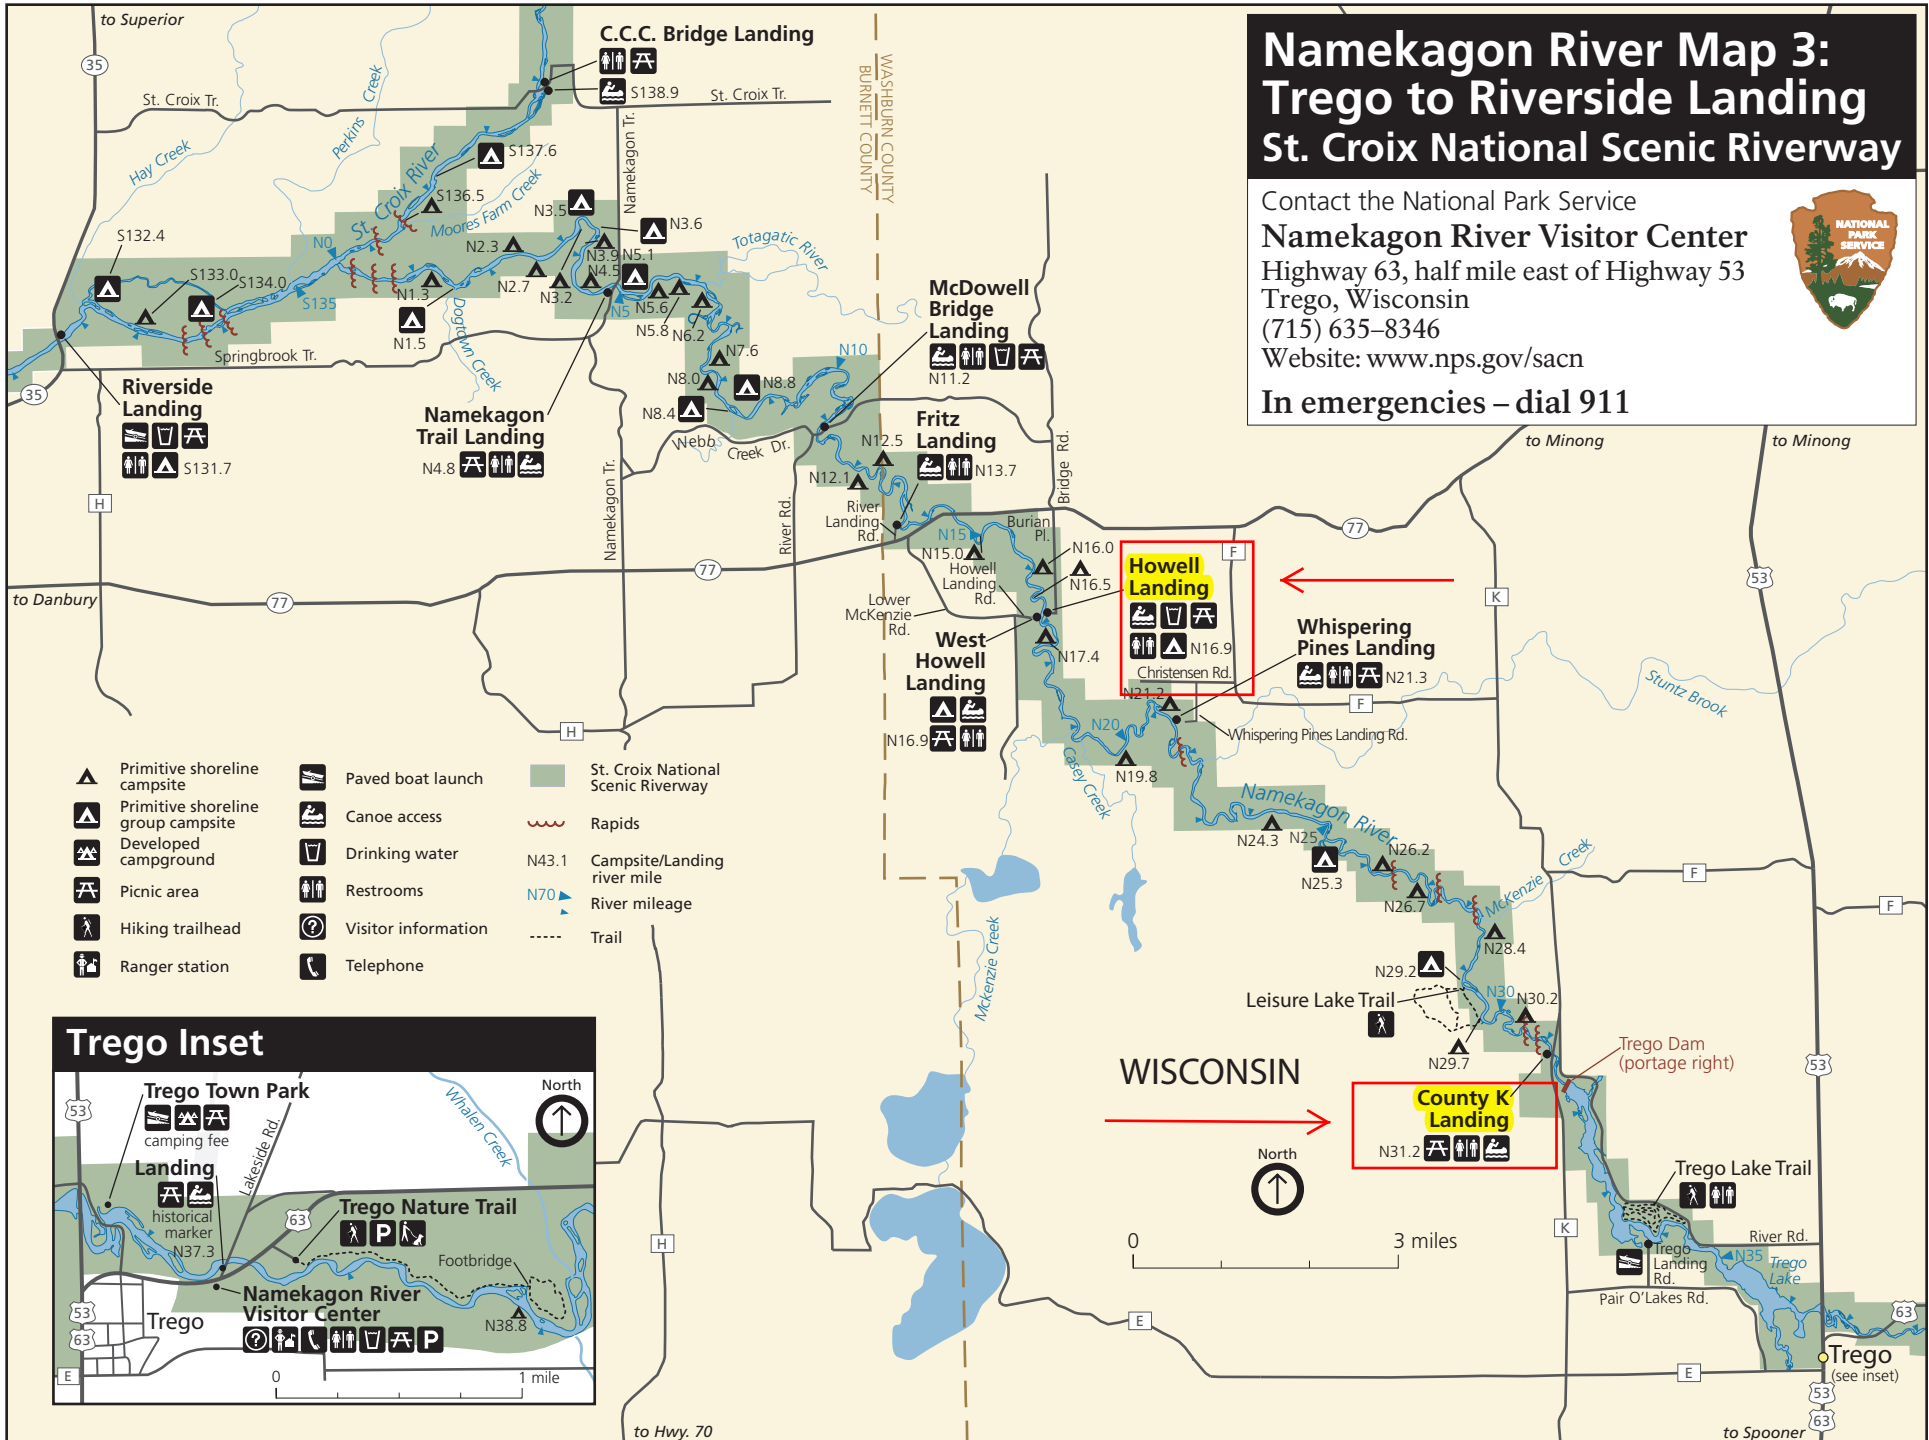 Namekagon River Map 3:
Trego to Riverside Landing
St. Croix National Scenic Riverway
Contact the National Park Service
Namekagon River Visitor Center
Highway 63, half mile east of Highway 53
Trego, Wisconsin
(715) 635–8346
Website: www.nps.gov/sacn
In emergencies – dial 911
NATIONAL
PARK
SERVICE
to Superior
35
St. Croix Tr.
Hay Creek
Perkins Creek
C.C.C. Bridge Landing
S138.9
St. Croix Tr.
Namekagon Tr.
BURNETT COUNTY
WASHBURN COUNTY
S137.6
St. Croix River
S136.5
Moores Farm Creek
N0
S132.4
S133.0
S134.0
S135
N1.3
N1.5
N2.3
N2.7
N3.2
N3.5
N3.6
N3.9
N5.1
N4.5
N5
N5.6
N5.8
N6.2
Totagatic River
N7.6
N8.0
N8.4
N8.8
N10
Dogtown Creek
Springbrook Tr.
35
Riverside
Landing
S131.7
H
Namekagon
Trail Landing
N4.8
Webbs
Creek Dr.
McDowell
Bridge
Landing
N11.2
Fritz
Landing
N13.7
N12.5
N12.1
River
Landing
Rd.
River Rd.
Namekagon Tr.
Bridge Rd.
Burian
Pl.
N15
N15.0
N16.0
N16.5
Howell
Landing
Rd.
Lower
McKenzie
Rd.
Howell
Landing
N16.9
F
West
Howell
Landing
N16.9
N17.4
Christensen Rd.
Whispering
Pines Landing
N21.3
N21.2
N20
N19.8
Whispering Pines Landing Rd.
F
to Minong
to Minong
77
77
77
to Danbury
53
K
Stuntz Brook
H
Casey Creek
Namekagon River
N24.3
N25
N25.3
N26.2
N26.7
McKenzie Creek
F
F
N28.4
N29.2
Leisure Lake Trail
N30
N30.2
N29.7
Trego Dam
(portage right)
53
WISCONSIN
County K
Landing
N31.2
North
0
3 miles
Mckenzie Creek
Trego Lake Trail
River Rd.
N35
Trego
Lake
Trego
Landing
Rd.
Pair O'Lakes Rd.
K
E
E
H
63
Trego
(see inset)
53
63
to Spooner
to Hwy. 70
Primitive shoreline
campsite
Primitive shoreline
group campsite
Developed
campground
Picnic area
Hiking trailhead
Ranger station
Paved boat launch
Canoe access
Drinking water
Restrooms
Visitor information
Telephone
St. Croix National
Scenic Riverway
Rapids
N43.1
Campsite/Landing
river mile
N70
River mileage
Trail
Trego Inset
Trego Town Park
camping fee
Landing
historical
marker
N37.3
53
Lakeside Rd.
Whalen Creek
North
63
Trego Nature Trail
P
Footbridge
N38.8
Namekagon River
Visitor Center
P
53
63
Trego
E
0
1 mile